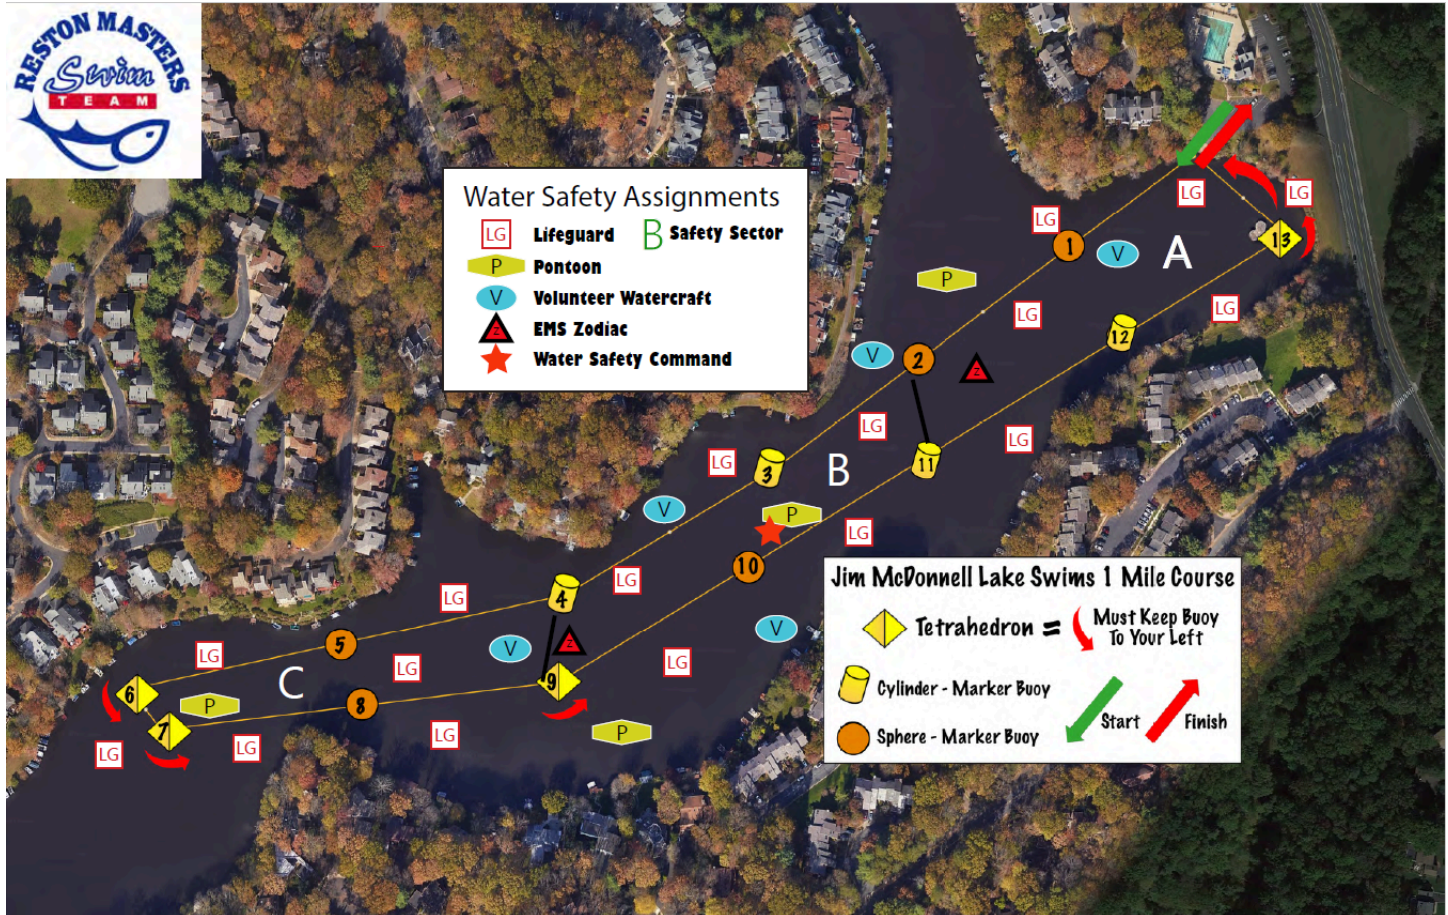 RESTON MASTERS
Swim
TEAM
Water Safety Assignments
LG Lifeguard
B Safety Sector
P Pontoon
V Volunteer Watercraft
Z EMS Zodiac
Water Safety Command
LG
LG
13
LG
1
V
A
P
LG
LG
12
V
2
Z
LG
LG
11
LG
3
B
V
P
LG
10
4
LG
LG
V
Z
V
5
LG
LG
LG
C
9
6
P
8
7
LG
LG
LG
P
Jim McDonnell Lake Swims 1 Mile Course
Tetrahedron = Must Keep Buoy
To Your Left
Cylinder - Marker Buoy
Sphere - Marker Buoy
Start
Finish